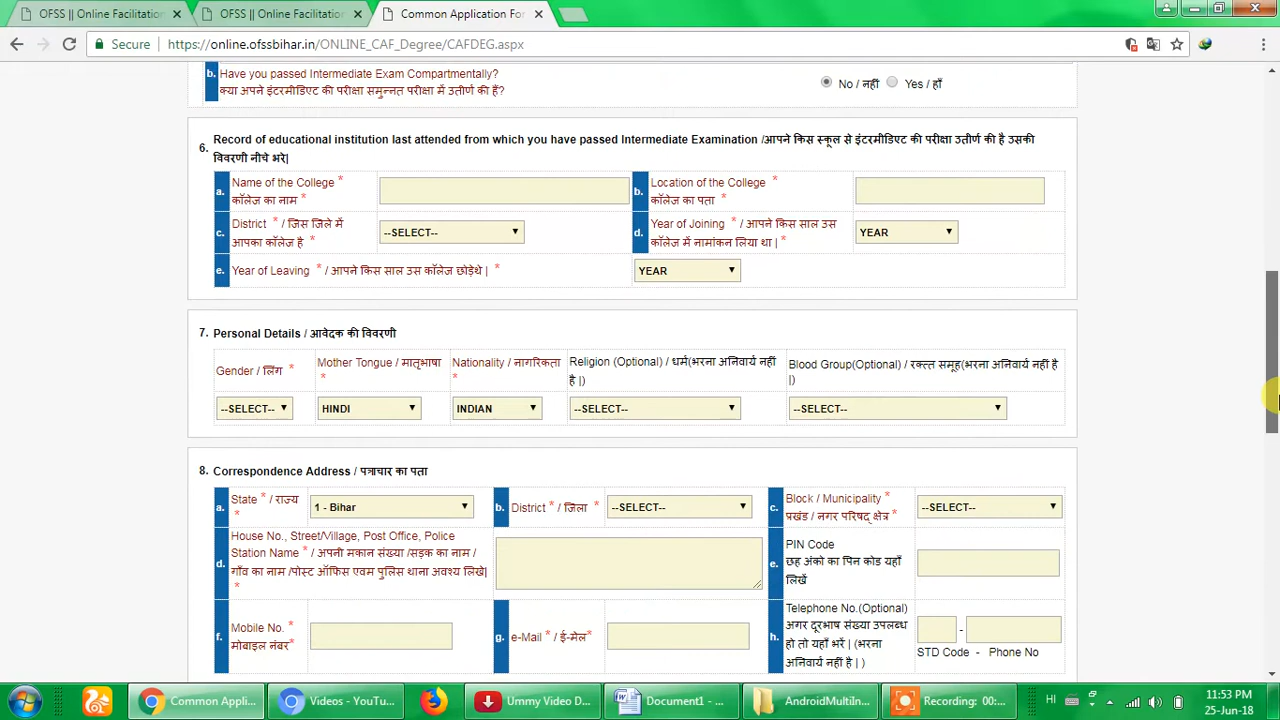 OFSS || Online Facilitation
OFSS || Online Facilitation
Common Application For
Secure
https://online.ofssbihar.in/ONLINE_CAF_Degree/CAFDEG.aspx
b. Have you passed Intermediate Exam Compartmentally?
क्या अपने इंटरमीडिएट की परीक्षा समुन्नत परीक्षा में उतीर्ण की हैं?
No / नहीं Yes / हाँ
6. Record of educational institution last attended from which you have passed Intermediate Examination /आपने किस स्कूल से इंटरमीडिएट की परीक्षा उतीर्ण की है उसकी
विवरणी नीचे भरे|
a. Name of the College *
कॉलेज का नाम *
b. Location of the College *
कॉलेज का पता *
c. District * / जिस जिले में
आपका कॉलेज है *
--SELECT--
d. Year of Joining * / आपने किस साल उस
कॉलेज में नामांकन लिया था | *
YEAR
e. Year of Leaving * / आपने किस साल उस कॉलेज छोड़ेथे | *
YEAR
7. Personal Details / आवेदक की विवरणी
Gender / लिंग *
Mother Tongue / मातृभाषा
*
Nationality / नागरिकता
*
Religion (Optional) / धर्म(भरना अनिवार्य नहीं
है |)
Blood Group(Optional) / रक्त्त समूह(भरना अनिवार्य नहीं है
|)
--SELECT-- HINDI INDIAN --SELECT-- --SELECT--
8. Correspondence Address / पत्राचार का पता
a. State * / राज्य
*
1 - Bihar
b. District * / जिला *
--SELECT--
c. Block / Municipality *
प्रखंड / नगर परिषद् क्षेत्र *
--SELECT--
d. House No., Street/Village, Post Office, Police
Station Name * / अपनी मकान संख्या /सड़क का नाम /
गाँव का नाम /पोस्ट ऑफिस एवम पुलिस थाना अवश्य लिखे|
*
e. PIN Code
छह अंको का पिन कोड यहाँ
लिखें
f. Mobile No. *
मोबाइल नंबर*
g. e-Mail * / ई-मेल*
h. Telephone No.(Optional)
अगर दूरभाष संख्या उपलब्ध
हो तो यहाँ भरें | (भरना
अनिवार्य नहीं है | )
-
STD Code - Phone No
Common Appli...
Videos - YouTu...
Ummy Video D...
Document1 - ...
AndroidMultiIn...
Recording: 00:...
HI
11:53 PM
25-Jun-18